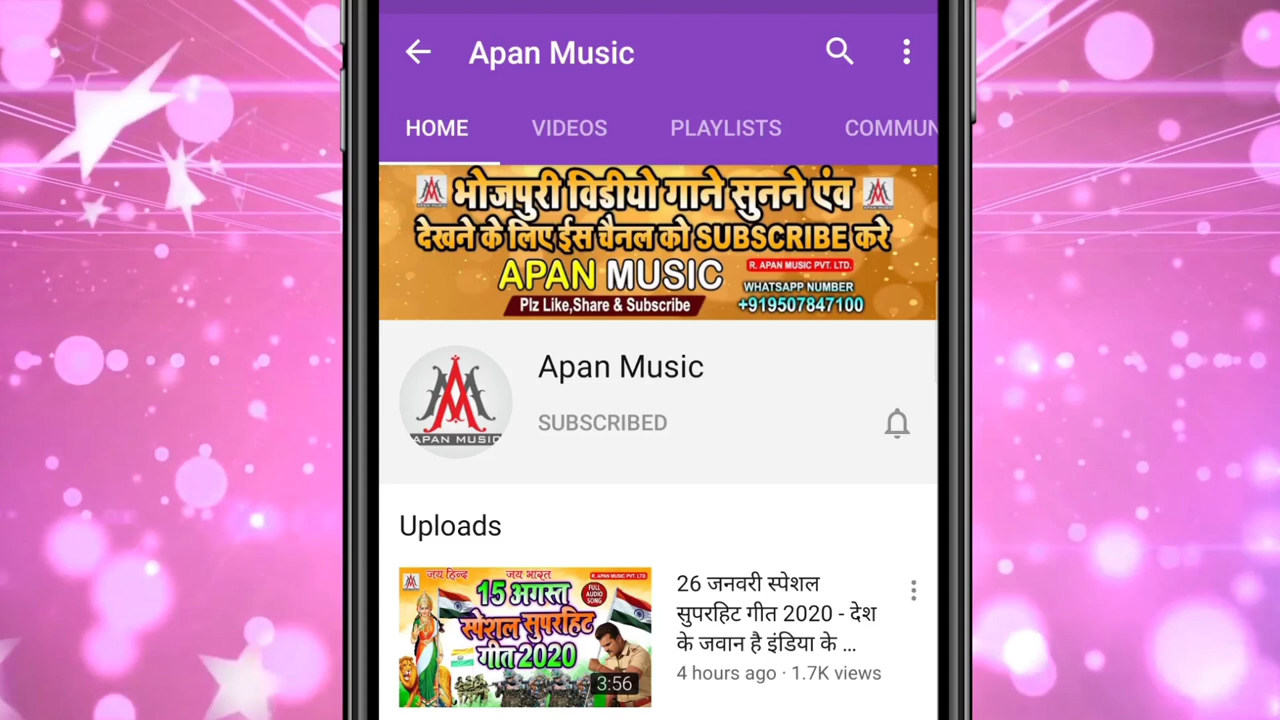 Apan Music
HOME VIDEOS PLAYLISTS COMMUN
भोजपुरी विडीयो गाने सुनने एंव
देखने के लिए ईस चैनल को SUBSCRIBE करे
APAN MUSIC
R. APAN MUSIC PVT. LTD.
Plz Like,Share & Subscribe
WHATSAPP NUMBER
+919507847100
Apan Music
SUBSCRIBED
APAN MUSIC
Uploads
जय हिन्द जय भारत
R. APAN MUSIC PVT. LTD
15 अगस्त
FULL
AUDIO
SONG
स्पेशल सुपरहिट
गीत 2020
3:56
26 जनवरी स्पेशल
सुपरहिट गीत 2020 - देश
के जवान है इंडिया के ...
4 hours ago · 1.7K views